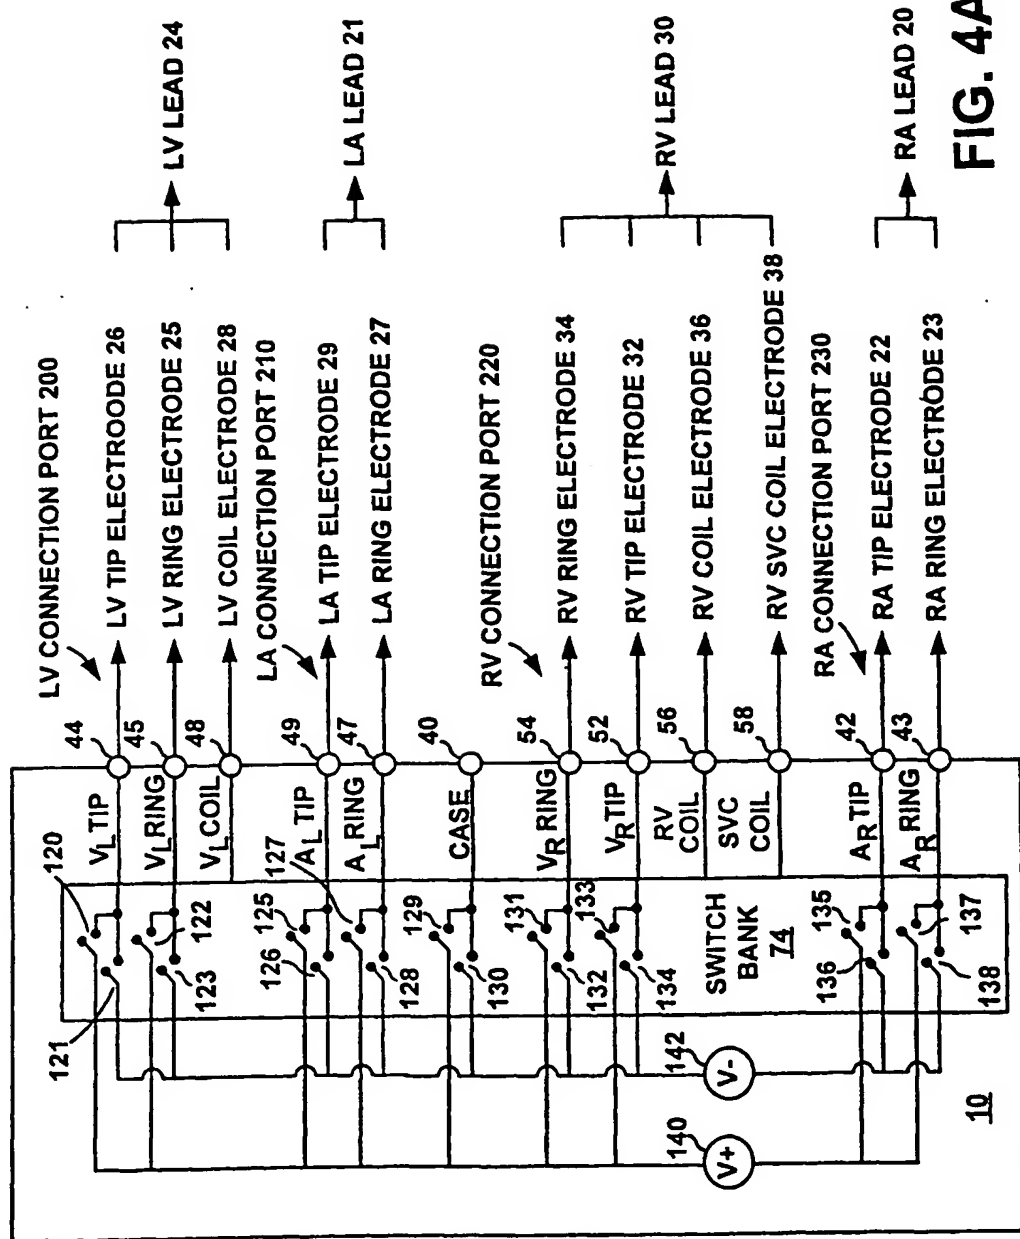 LV CONNECTION PORT 200
44
LV TIP ELECTROODE 26
45
LV RING ELECTRODE 25
48
LV COIL ELECTRODE 28
LV LEAD 24
LA CONNECTION PORT 210
49
LA TIP ELECTRODE 29
47
LA RING ELECTRODE 27
LA LEAD 21
40
RV CONNECTION PORT 220
54
RV RING ELECTRODE 34
52
RV TIP ELECTRODE 32
56
RV COIL ELECTRODE 36
58
RV SVC COIL ELECTRODE 38
RV LEAD 30
RA CONNECTION PORT 230
42
RA TIP ELECTRODE 22
43
RA RING ELECTRODE 23
RA LEAD 20
VL TIP
VL RING
VL COIL
AL TIP
AL RING
CASE
VR RING
VR TIP
RV COIL
SVC COIL
AR TIP
AR RING
120
121
122
123
125
126
127
128
129
130
131
132
133
134
135
136
137
138
SWITCH
BANK
74
140
V+
142
V-
10
FIG. 4A